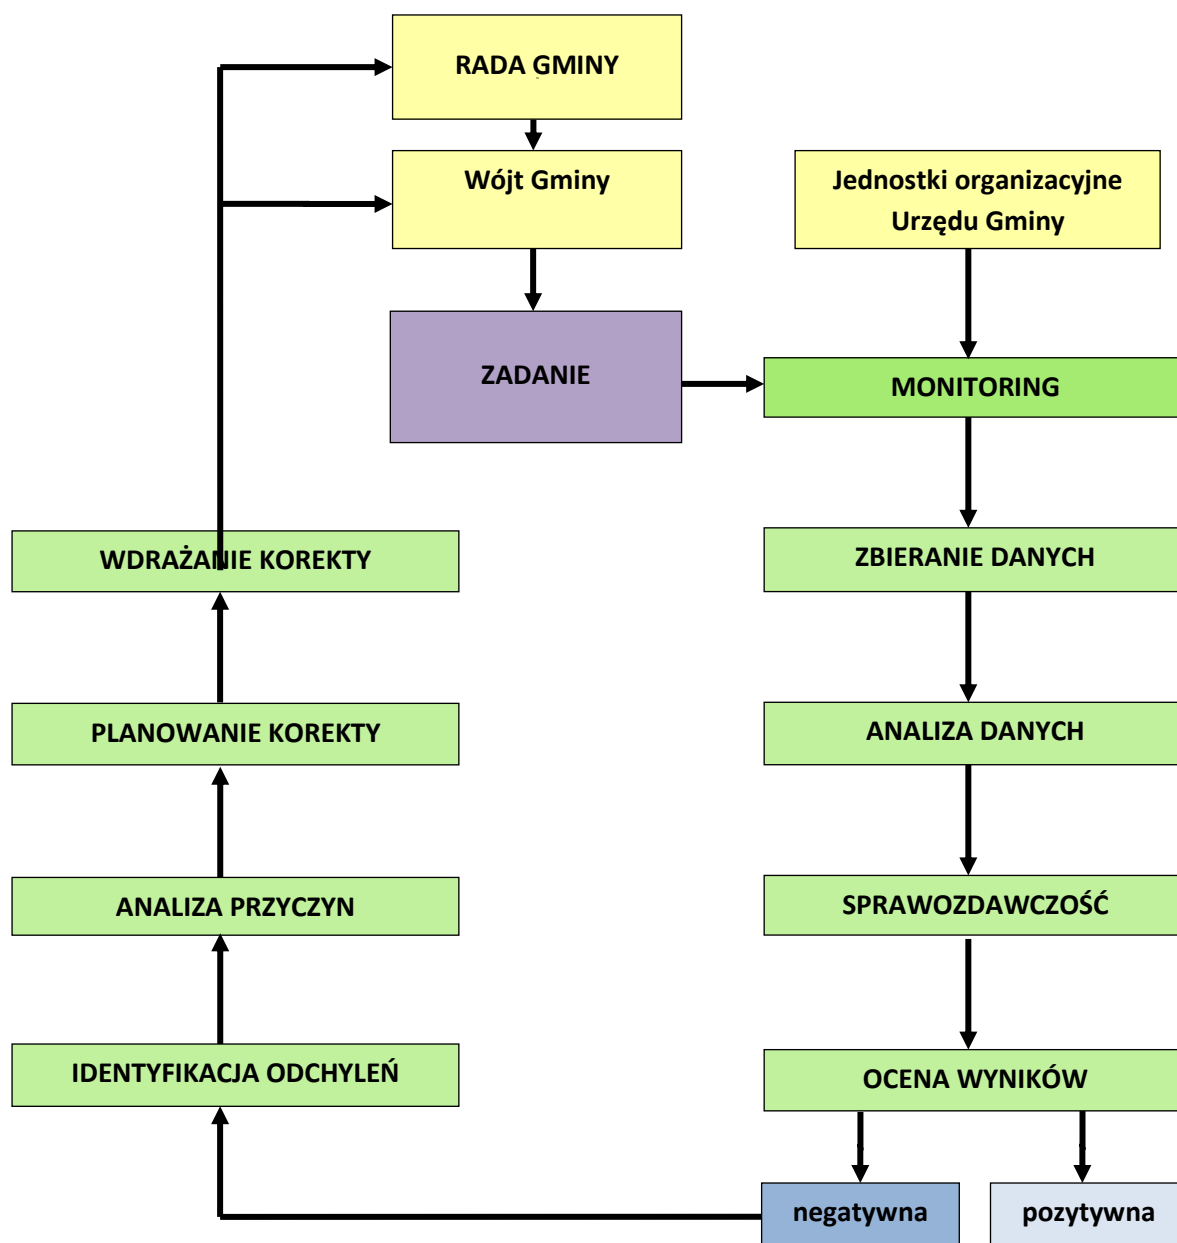 RADA GMINY
Wójt Gminy
Jednostki organizacyjne
Urzędu Gminy
ZADANIE
MONITORING
WDRAŻANIE KOREKTY
ZBIERANIE DANYCH
PLANOWANIE KOREKTY
ANALIZA DANYCH
ANALIZA PRZYCZYN
SPRAWOZDAWCZOŚĆ
IDENTYFIKACJA ODCHYLEŃ
OCENA WYNIKÓW
negatywna
pozytywna